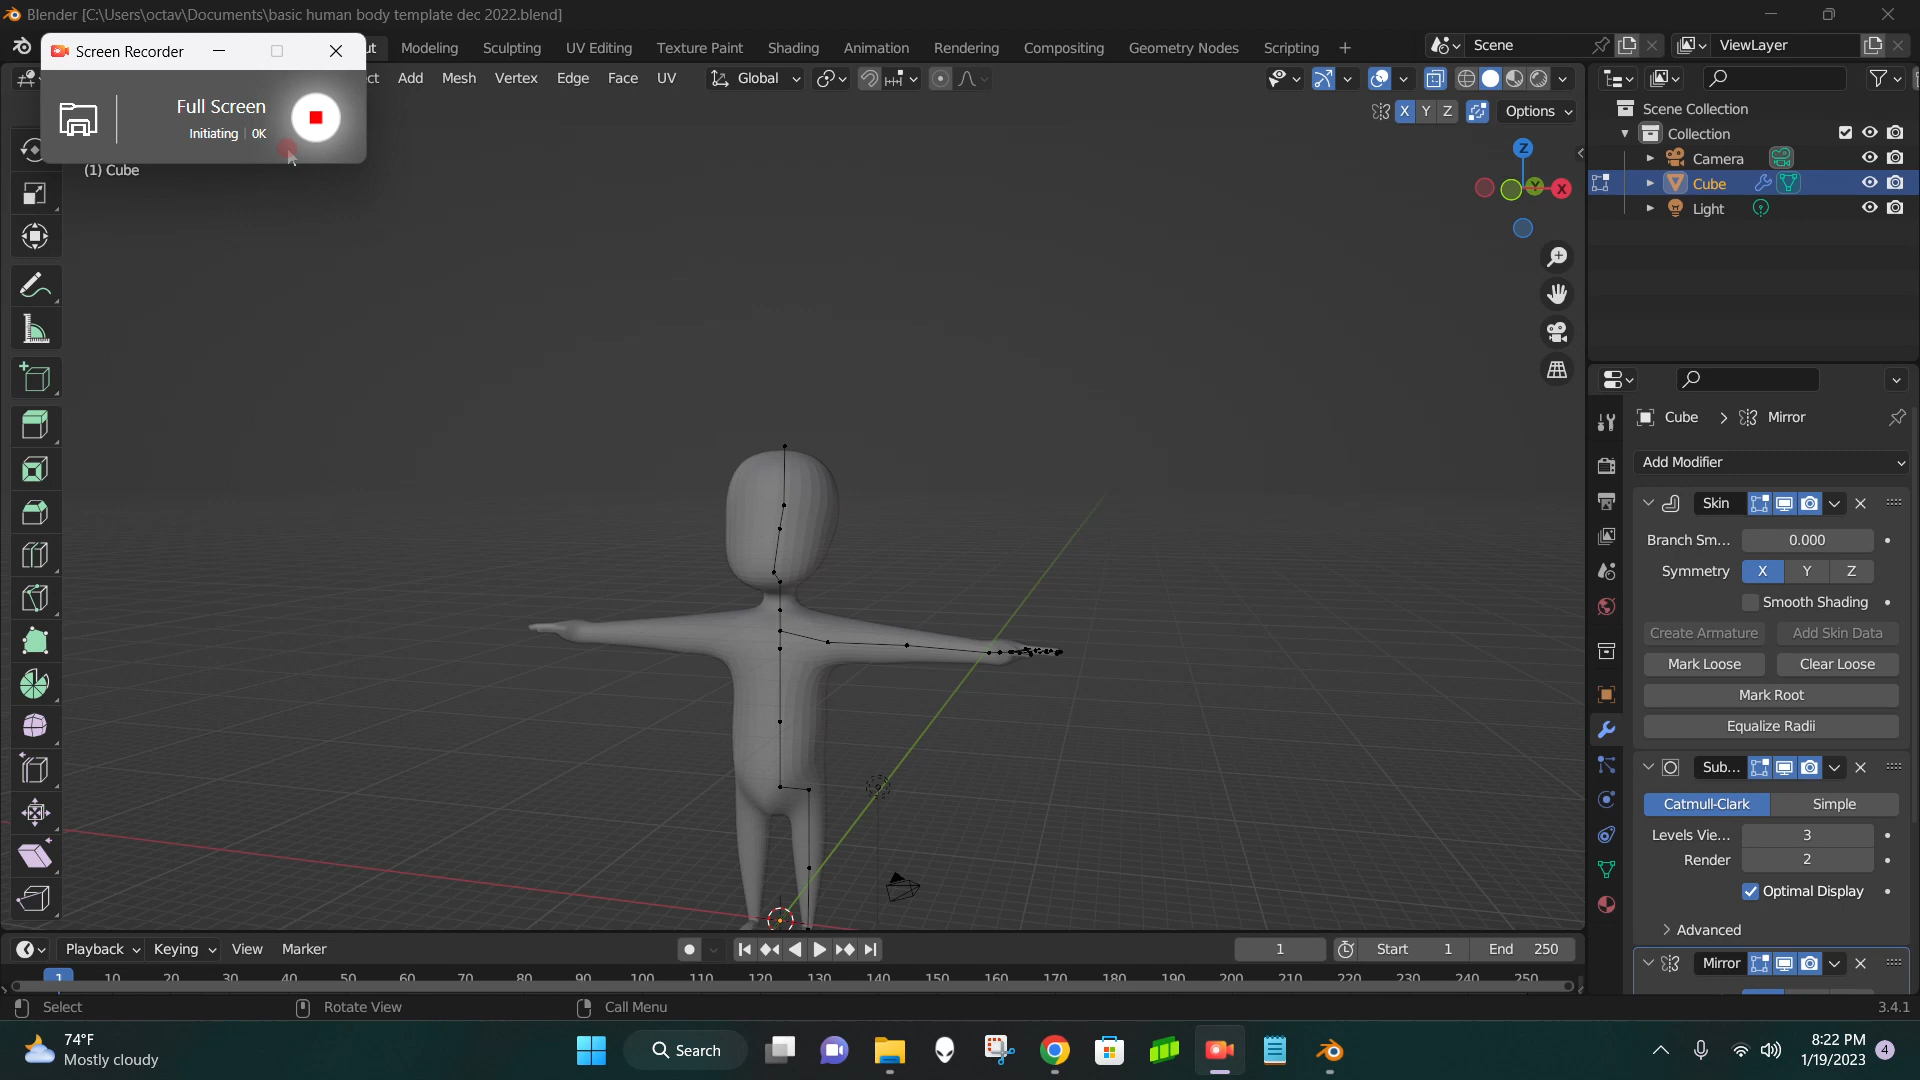 Blender [C:\Users\octav\Documents\basic human body template dec 2022.blend]
Screen Recorder
Full Screen
Initiating | 0K
ut Modeling Sculpting UV Editing Texture Paint Shading Animation Rendering Compositing Geometry Nodes Scripting +
Scene
ViewLayer
ct Add Mesh Vertex Edge Face UV
Global
X Y Z
Options
(1) Cube
Z
Y
X
Scene Collection
Collection
Camera
Cube
Light
Cube > Mirror
Add Modifier
Skin
Branch Sm... 0.000
Symmetry X Y Z
Smooth Shading
Create Armature Add Skin Data
Mark Loose Clear Loose
Mark Root
Equalize Radii
Sub...
Catmull-Clark Simple
Levels Vie... 3
Render 2
Optimal Display
Advanced
Mirror
Playback Keying View Marker
1 Start 1 End 250
1 10 20 30 40 50 60 70 80 90 100 110 120 130 140 150 160 170 180 190 200 210 220 230 240 250
Select Rotate View Call Menu
3.4.1
74°F
Mostly cloudy
Search
8:22 PM
1/19/2023
4